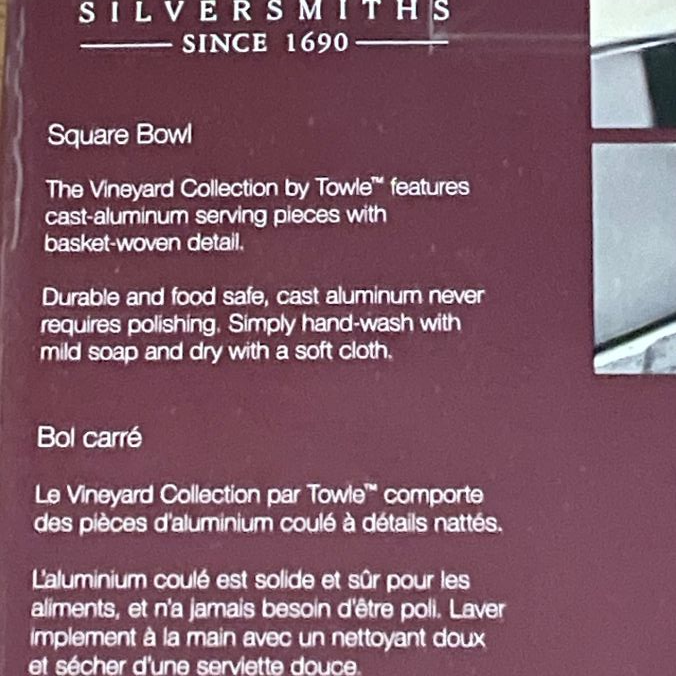 SILVERSMITHS
SINCE 1690
Square Bowl
The Vineyard Collection by Towle™ features
cast-aluminum serving pieces with
basket-woven detail.
Durable and food safe, cast aluminum never
requires polishing. Simply hand-wash with
mild soap and dry with a soft cloth.
Bol carré
Le Vineyard Collection par Towle™ comporte
des pièces d'aluminium coulé à détails nattés.
L'aluminium coulé est solide et sûr pour les
aliments, et n'a jamais besoin d'être poli. Laver
implement à la main avec un nettoyant doux
et sécher d'une serviette douce.